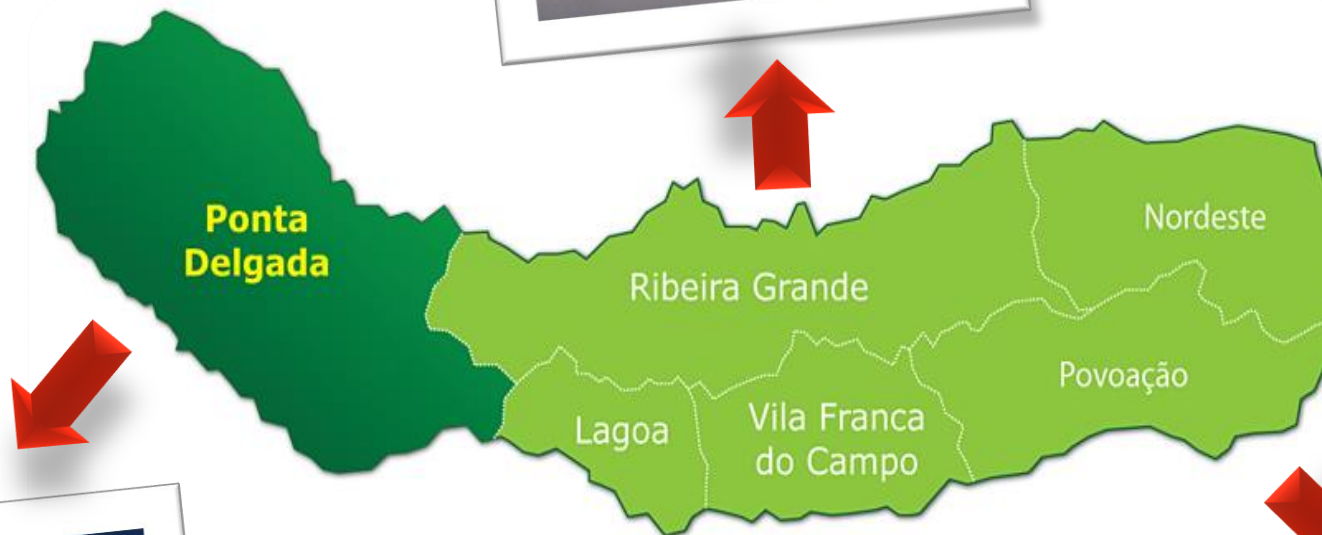 Ponta
Delgada
Ribeira Grande
Nordeste
Lagoa
Vila Franca
do Campo
Povoação